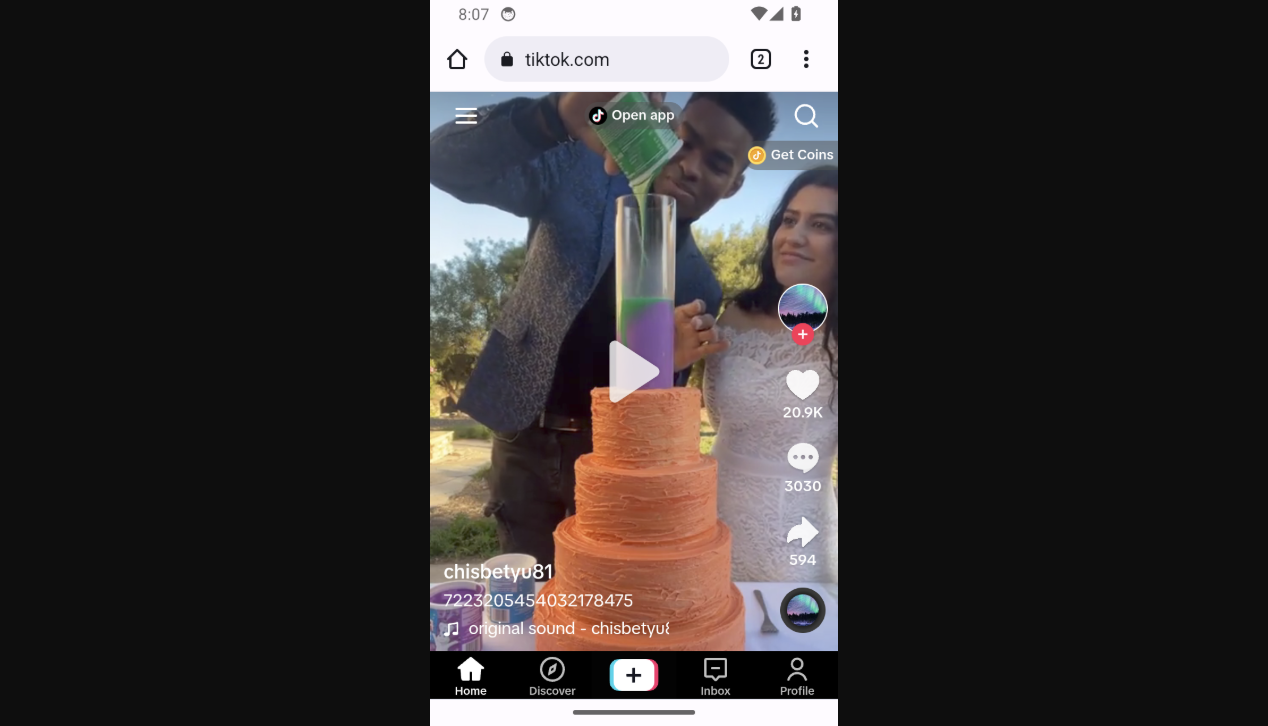 8:07
tiktok.com
2
Open app
Get Coins
20.9K
3030
594
chisbetyu81
7223205454032178475
original sound - chisbetyu8
Home
Discover
Inbox
Profile